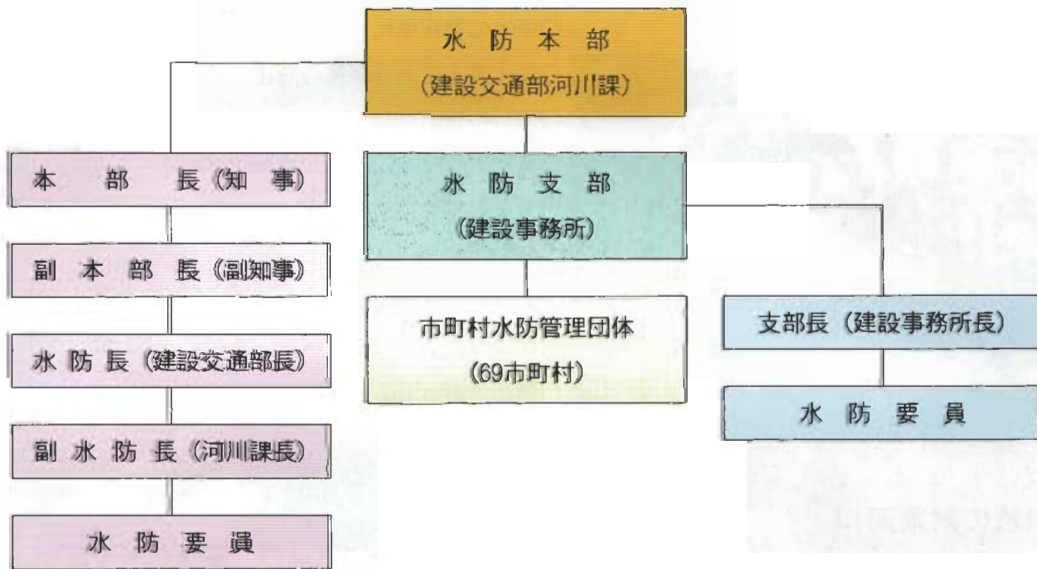 水防本部
(建設交通部河川課)
本部長(知事)
副本部長(副知事)
水防長(建設交通部長)
副水防長(河川課長)
水防要員
水防支部
(建設事務所)
市町村水防管理団体
(69市町村)
支部長(建設事務所長)
水防要員